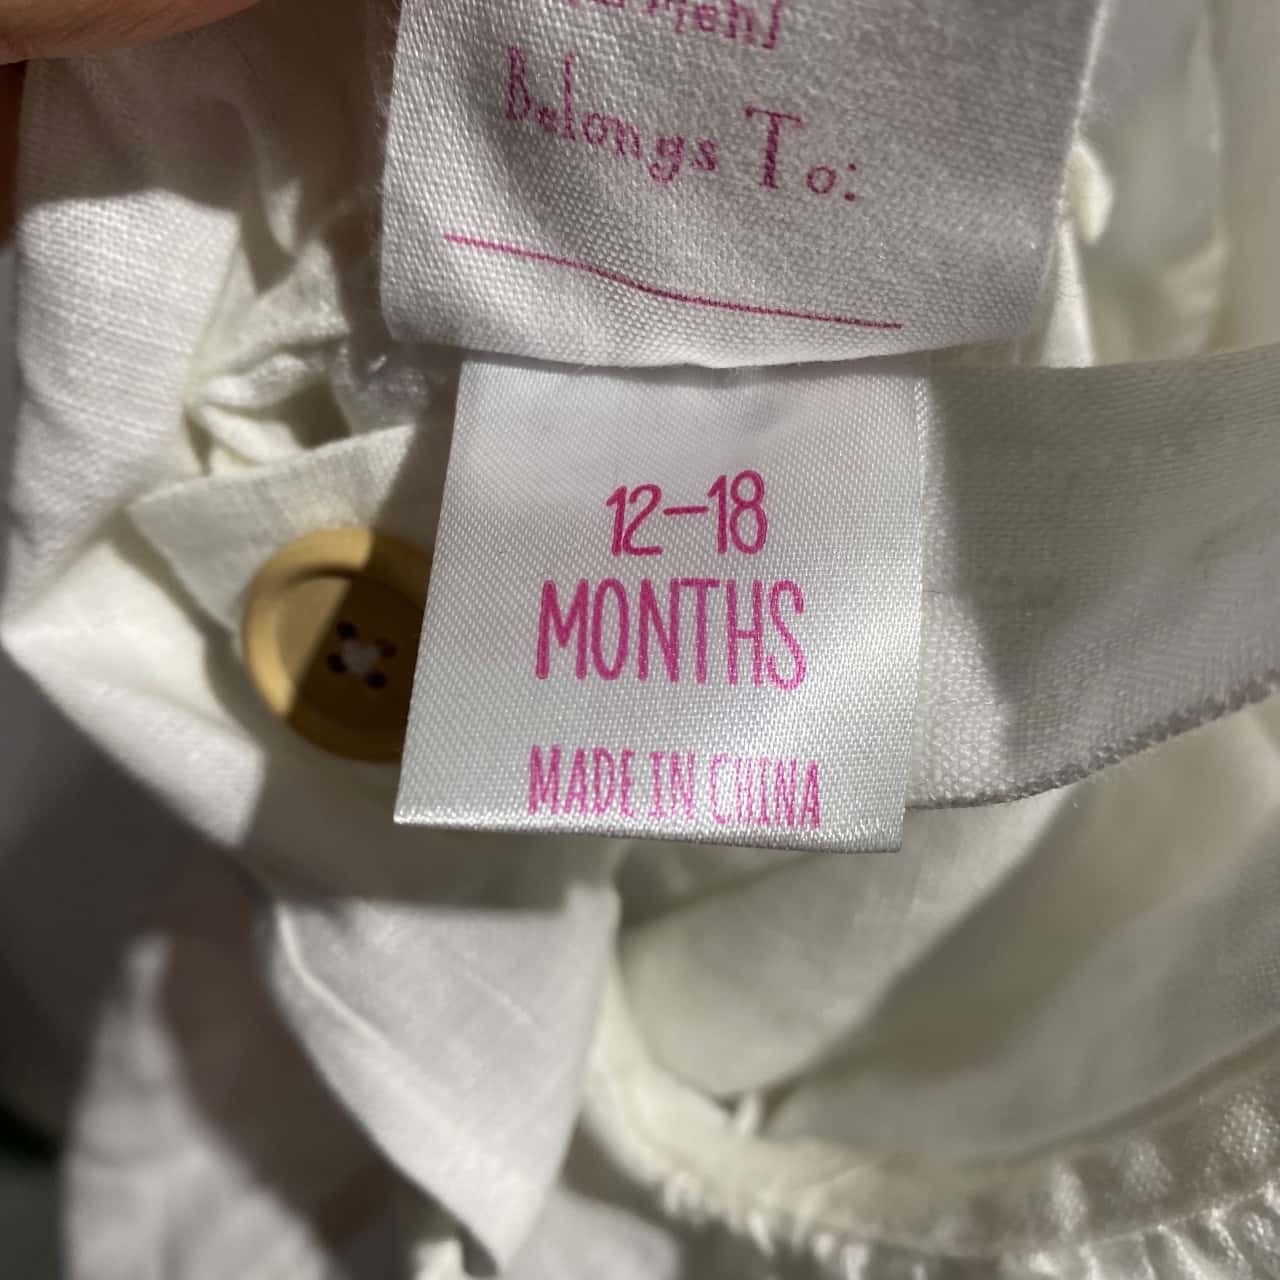 Belongs To:
12-18
MONTHS
MADE IN CHINA